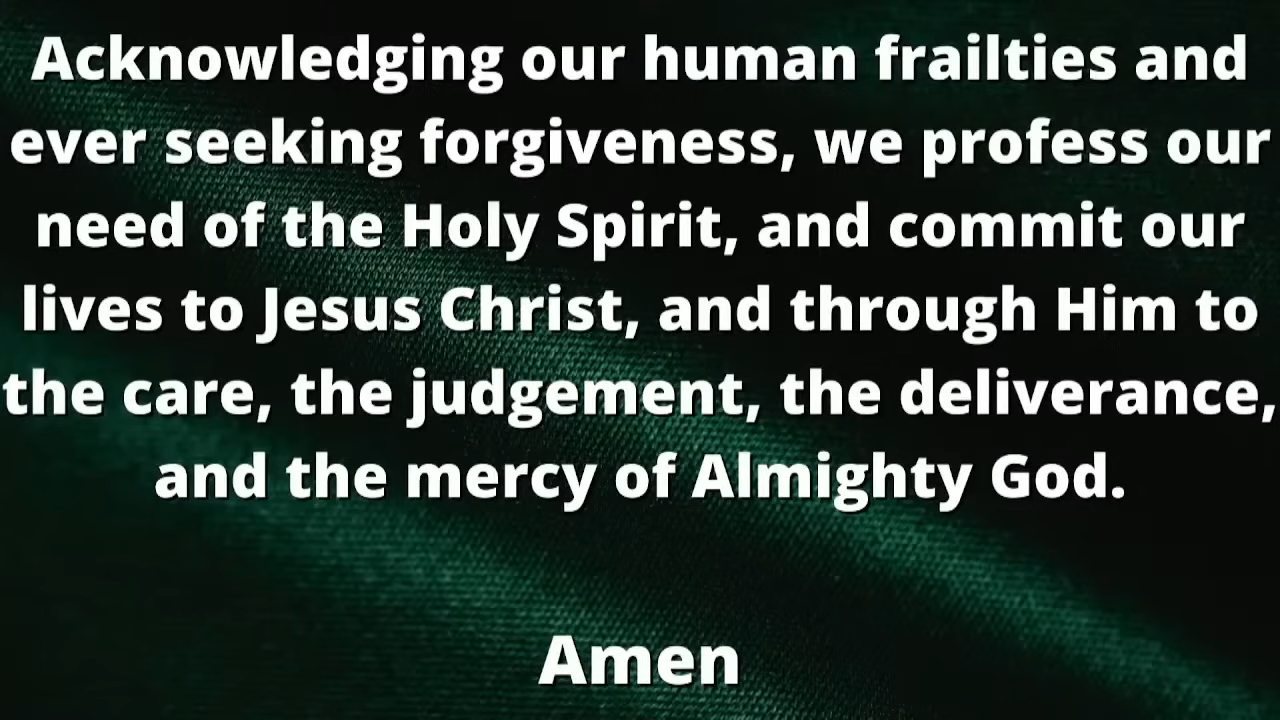 Acknowledging our human frailties and
ever seeking forgiveness, we profess our
need of the Holy Spirit, and commit our
lives to Jesus Christ, and through Him to
the care, the judgement, the deliverance,
and the mercy of Almighty God.
Amen